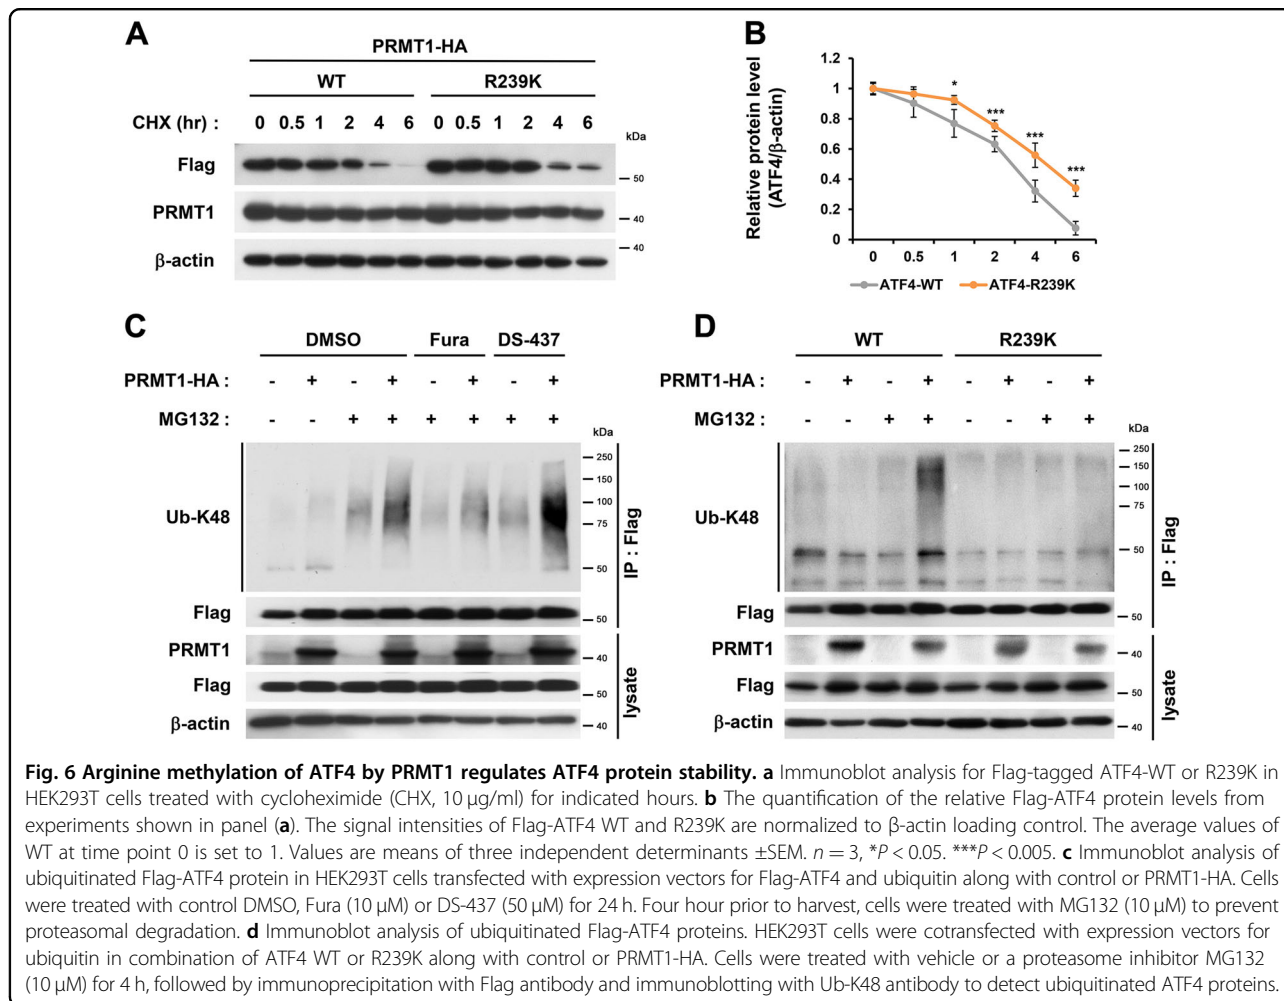 A
PRMT1-HA
WT R239K
CHX (hr) : 0 0.5 1 2 4 6 0 0.5 1 2 4 6
kDa
Flag
50
PRMT1
40
40
β-actin
B
Relative protein level
(ATF4/β-actin)
1.2
1
0.8
0.6
0.4
0.2
0
* *** *** ***
0 0.5 1 2 4 6
ATF4-WT ATF4-R239K
C
DMSO Fura DS-437
PRMT1-HA : - + - + - + - +
MG132 : - - + + + + + +
kDa
250
150
100
75
50
Ub-K48
IP : Flag
Flag
50
PRMT1
40
Flag
50
β-actin
40
lysate
D
WT R239K
PRMT1-HA : - + - + - + - +
MG132 : - - + + - - + +
kDa
250
150
100
75
50
Ub-K48
IP : Flag
Flag
50
PRMT1
40
Flag
50
β-actin
40
lysate
Fig. 6 Arginine methylation of ATF4 by PRMT1 regulates ATF4 protein stability. a Immunoblot analysis for Flag-tagged ATF4-WT or R239K in
HEK293T cells treated with cycloheximide (CHX, 10 µg/ml) for indicated hours. b The quantification of the relative Flag-ATF4 protein levels from
experiments shown in panel (a). The signal intensities of Flag-ATF4 WT and R239K are normalized to β-actin loading control. The average values of
WT at time point 0 is set to 1. Values are means of three independent determinants ±SEM. n = 3, *P < 0.05. ***P < 0.005. c Immunoblot analysis of
ubiquitinated Flag-ATF4 protein in HEK293T cells transfected with expression vectors for Flag-ATF4 and ubiquitin along with control or PRMT1-HA. Cells
were treated with control DMSO, Fura (10 µM) or DS-437 (50 µM) for 24 h. Four hour prior to harvest, cells were treated with MG132 (10 µM) to prevent
proteasomal degradation. d Immunoblot analysis of ubiquitinated Flag-ATF4 proteins. HEK293T cells were cotransfected with expression vectors for
ubiquitin in combination of ATF4 WT or R239K along with control or PRMT1-HA. Cells were treated with vehicle or a proteasome inhibitor MG132
(10 µM) for 4 h, followed by immunoprecipitation with Flag antibody and immunoblotting with Ub-K48 antibody to detect ubiquitinated ATF4 proteins.